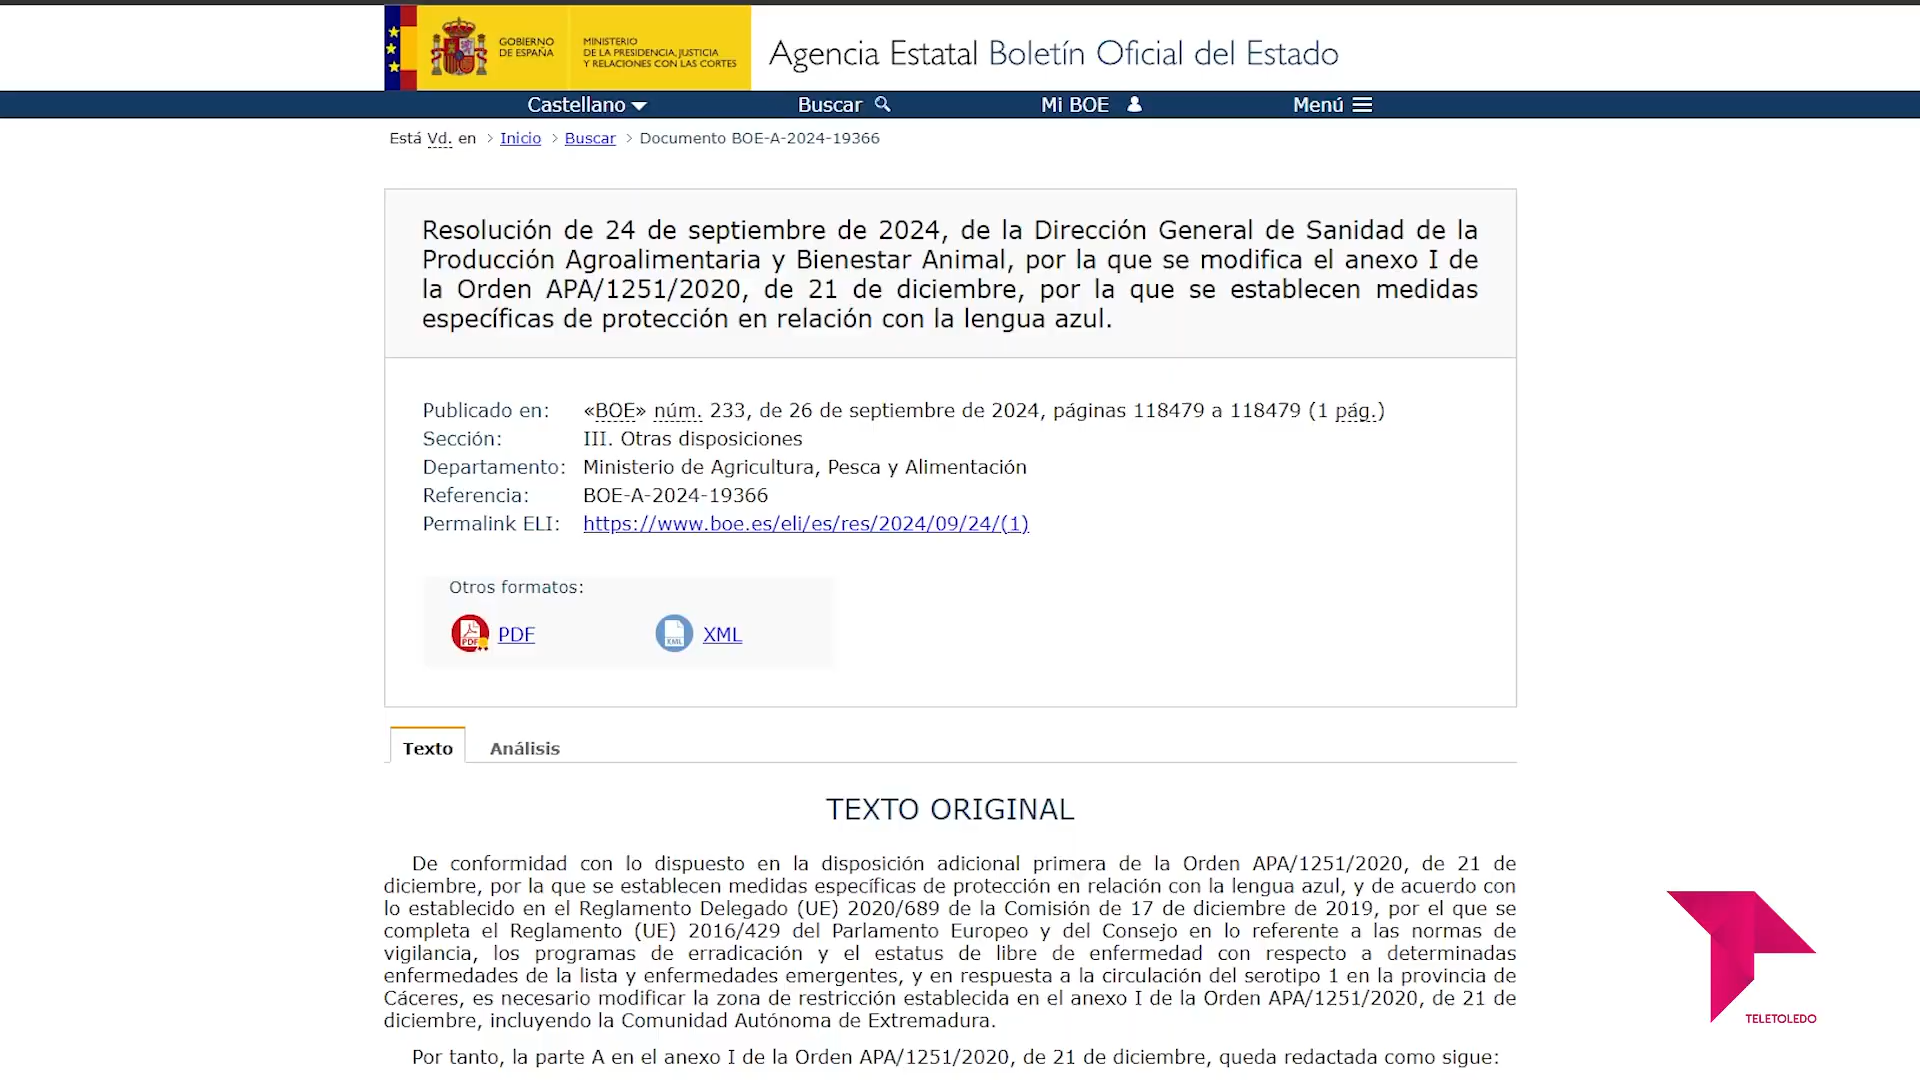 GOBIERNO
DE ESPAÑA
MINISTERIO
DE LA PRESIDENCIA, JUSTICIA
Y RELACIONES CON LAS CORTES
Agencia Estatal Boletín Oficial del Estado
Castellano
Buscar
Mi BOE
Menú
Está Vd. en > Inicio > Buscar > Documento BOE-A-2024-19366
Resolución de 24 de septiembre de 2024, de la Dirección General de Sanidad de la
Producción Agroalimentaria y Bienestar Animal, por la que se modifica el anexo I de
la Orden APA/1251/2020, de 21 de diciembre, por la que se establecen medidas
específicas de protección en relación con la lengua azul.
Publicado en: «BOE» núm. 233, de 26 de septiembre de 2024, páginas 118479 a 118479 (1 pág.)
Sección: III. Otras disposiciones
Departamento: Ministerio de Agricultura, Pesca y Alimentación
Referencia: BOE-A-2024-19366
Permalink ELI: https://www.boe.es/eli/es/res/2024/09/24/(1)
Otros formatos:
PDF PDF
XML XML
Texto Análisis
TEXTO ORIGINAL
De conformidad con lo dispuesto en la disposición adicional primera de la Orden APA/1251/2020, de 21 de
diciembre, por la que se establecen medidas específicas de protección en relación con la lengua azul, y de acuerdo con
lo establecido en el Reglamento Delegado (UE) 2020/689 de la Comisión de 17 de diciembre de 2019, por el que se
completa el Reglamento (UE) 2016/429 del Parlamento Europeo y del Consejo en lo referente a las normas de
vigilancia, los programas de erradicación y el estatus de libre de enfermedad con respecto a determinadas
enfermedades de la lista y enfermedades emergentes, y en respuesta a la circulación del serotipo 1 en la provincia de
Cáceres, es necesario modificar la zona de restricción establecida en el anexo I de la Orden APA/1251/2020, de 21 de
diciembre, incluyendo la Comunidad Autónoma de Extremadura.
Por tanto, la parte A en el anexo I de la Orden APA/1251/2020, de 21 de diciembre, queda redactada como sigue:
TELETOLEDO